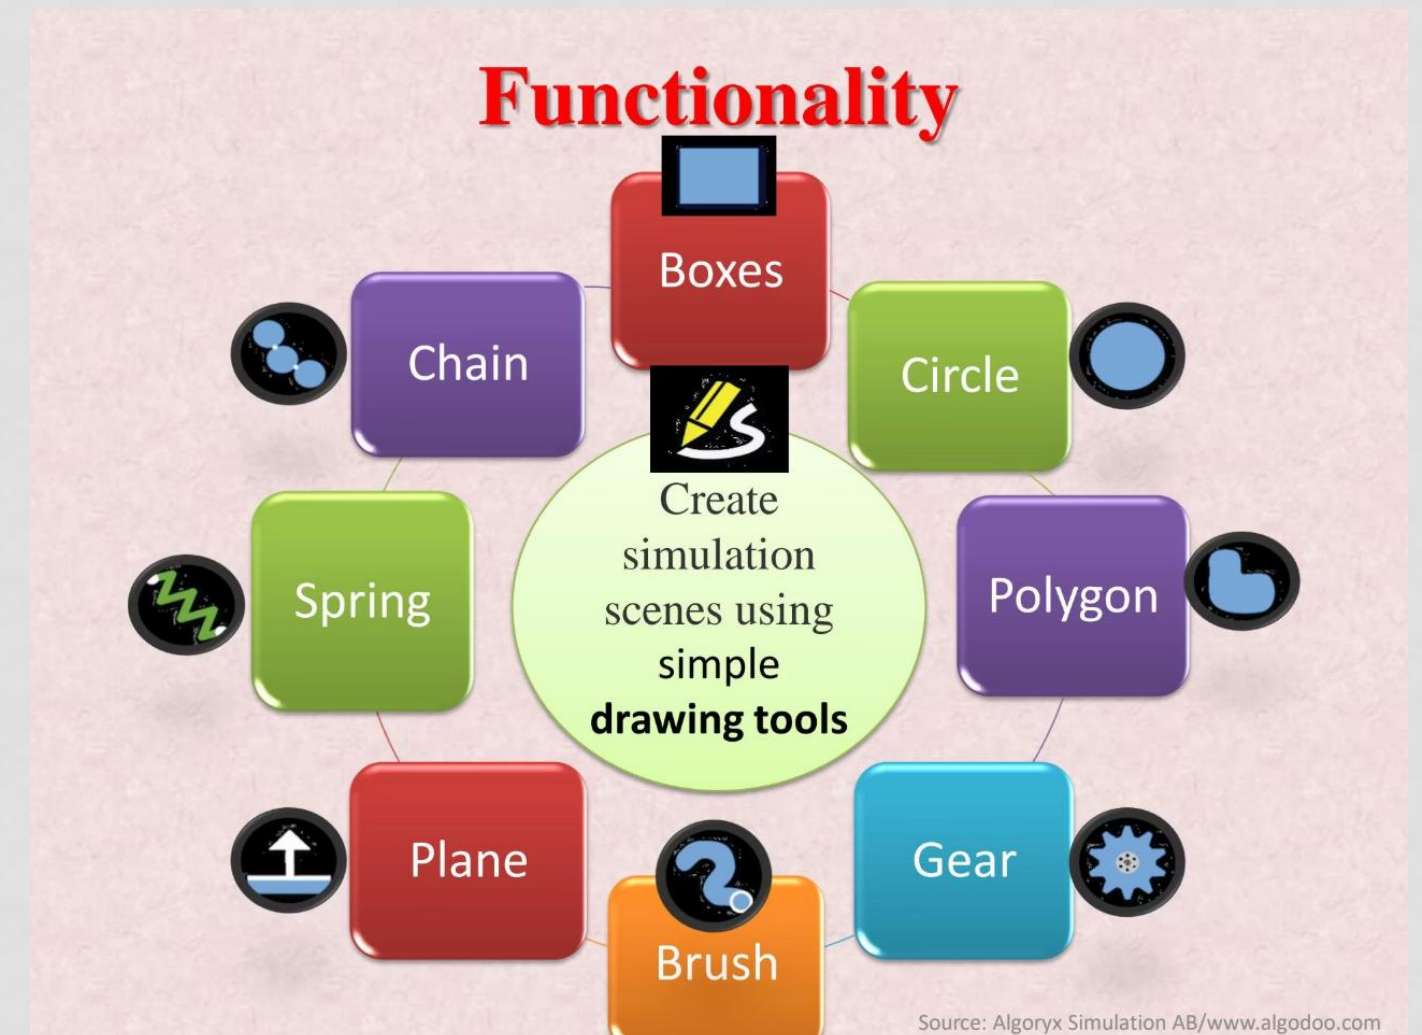 Functionality
Boxes
Chain
Circle
Create
simulation
scenes using
simple
drawing tools
Spring
Polygon
Plane
Gear
Brush
Source: Algoryx Simulation AB/www.algodoo.com